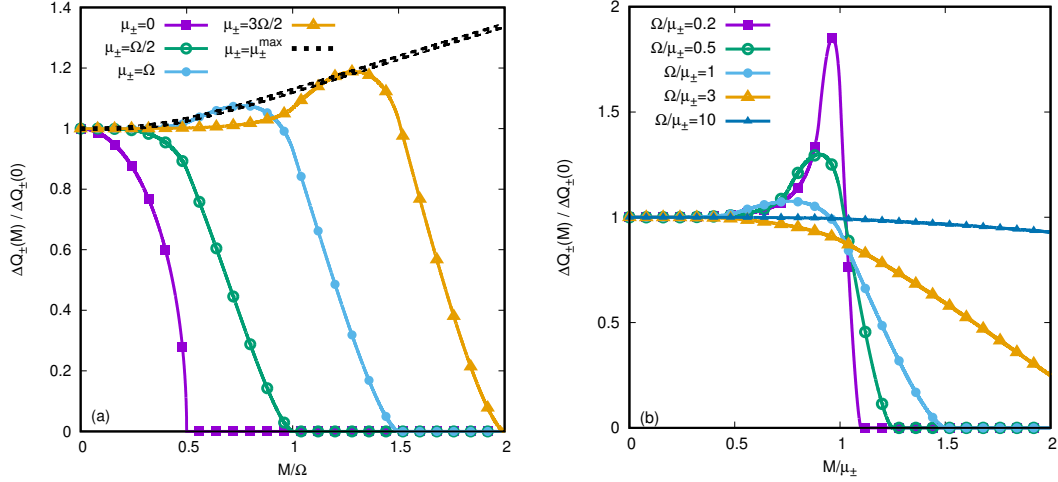 μ±=0
μ±=3Ω/2
μ±=Ω/2
μ±=μ±^max
μ±=Ω
1.4
1.2
1
0.8
0.6
0.4
0.2
0
ΔQ±(M) / ΔQ±(0)
(a)
0 0.5 1 1.5 2
M/Ω
Ω/μ±=0.2
Ω/μ±=0.5
Ω/μ±=1
Ω/μ±=3
Ω/μ±=10
2
1.5
1
0.5
0
ΔQ±(M) / ΔQ±(0)
(b)
0 0.5 1 1.5 2
M/μ±